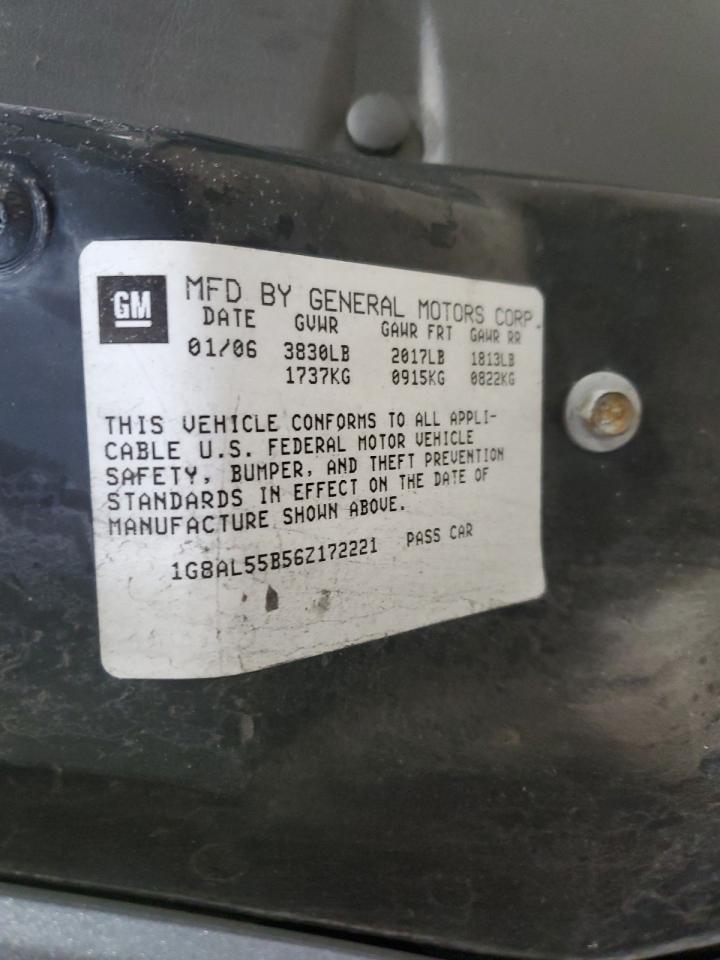 GM
MFD BY GENERAL MOTORS CORP.
DATE GVWR GAWR FRT GAWR RR
01/06 3830LB 2017LB 1813LB
1737KG 0915KG 0822KG
THIS VEHICLE CONFORMS TO ALL APPLI-
CABLE U.S. FEDERAL MOTOR VEHICLE
SAFETY, BUMPER, AND THEFT PREVENTION
STANDARDS IN EFFECT ON THE DATE OF
MANUFACTURE SHOWN ABOVE.
1G8AL55B56Z172221 PASS CAR